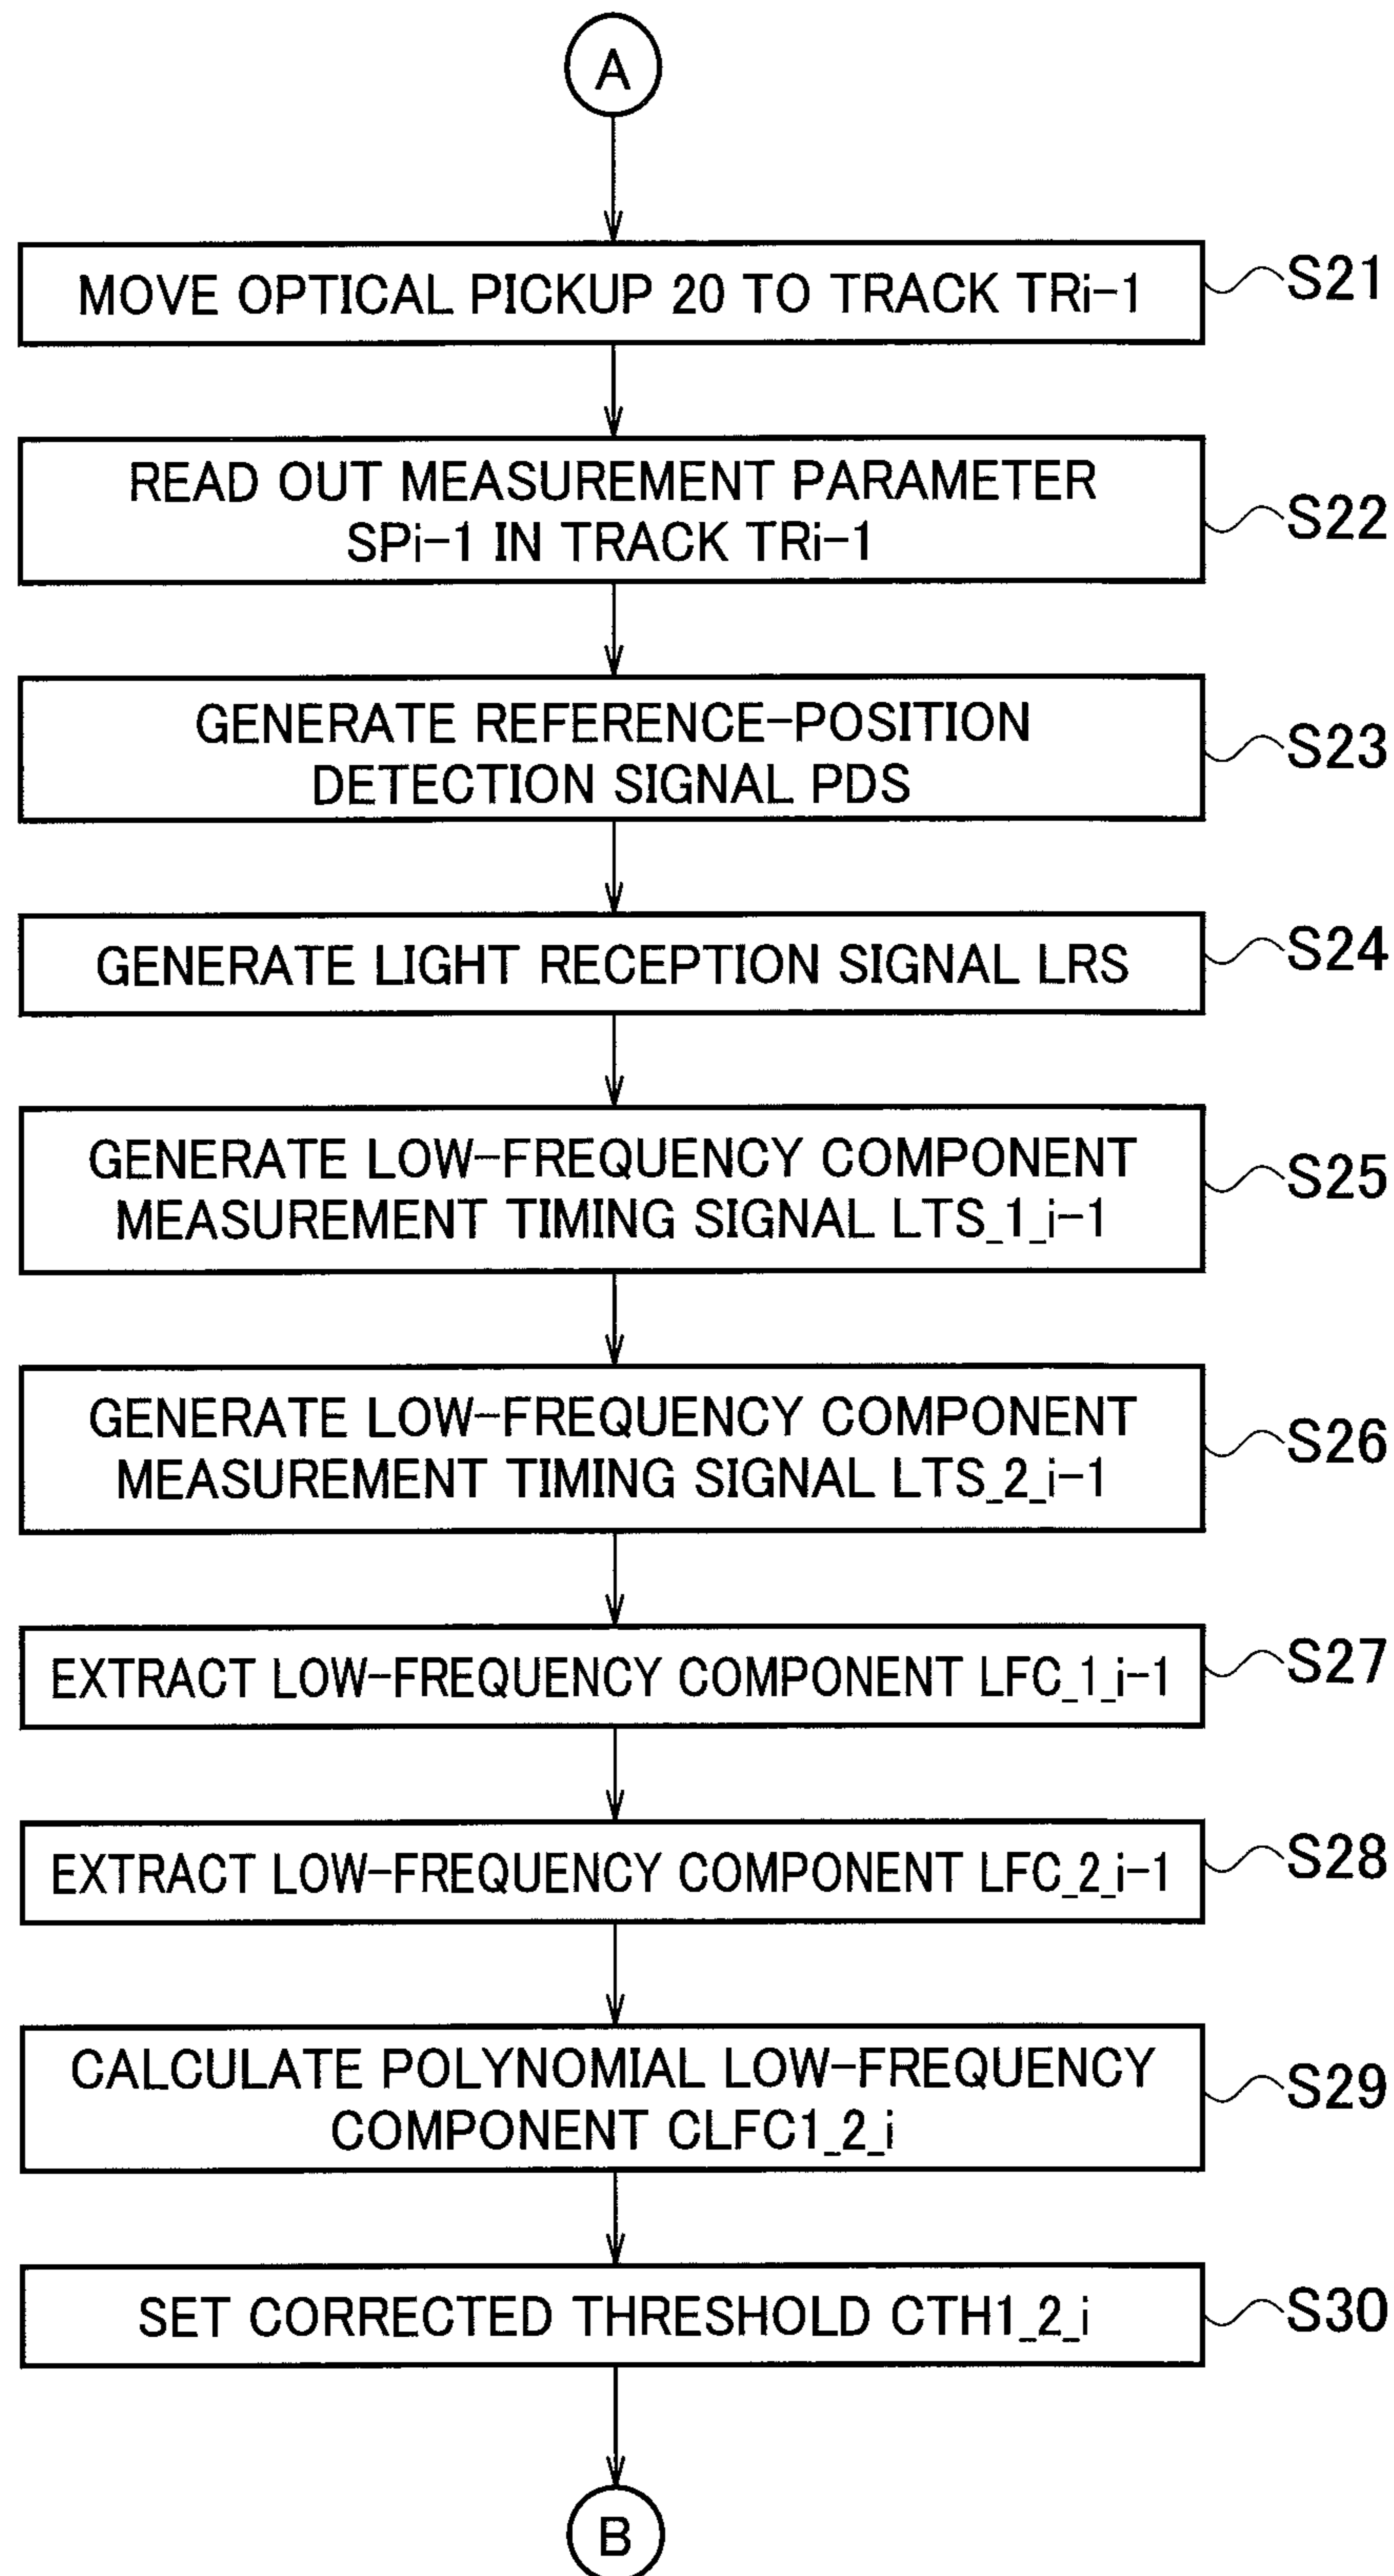 A
MOVE OPTICAL PICKUP 20 TO TRACK TRi-1
S21
READ OUT MEASUREMENT PARAMETER
SPi-1 IN TRACK TRi-1
S22
GENERATE REFERENCE-POSITION
DETECTION SIGNAL PDS
S23
GENERATE LIGHT RECEPTION SIGNAL LRS
S24
GENERATE LOW-FREQUENCY COMPONENT
MEASUREMENT TIMING SIGNAL LTS_1_i-1
S25
GENERATE LOW-FREQUENCY COMPONENT
MEASUREMENT TIMING SIGNAL LTS_2_i-1
S26
EXTRACT LOW-FREQUENCY COMPONENT LFC_1_i-1
S27
EXTRACT LOW-FREQUENCY COMPONENT LFC_2_i-1
S28
CALCULATE POLYNOMIAL LOW-FREQUENCY
COMPONENT CLFC1_2_i
S29
SET CORRECTED THRESHOLD CTH1_2_i
S30
B